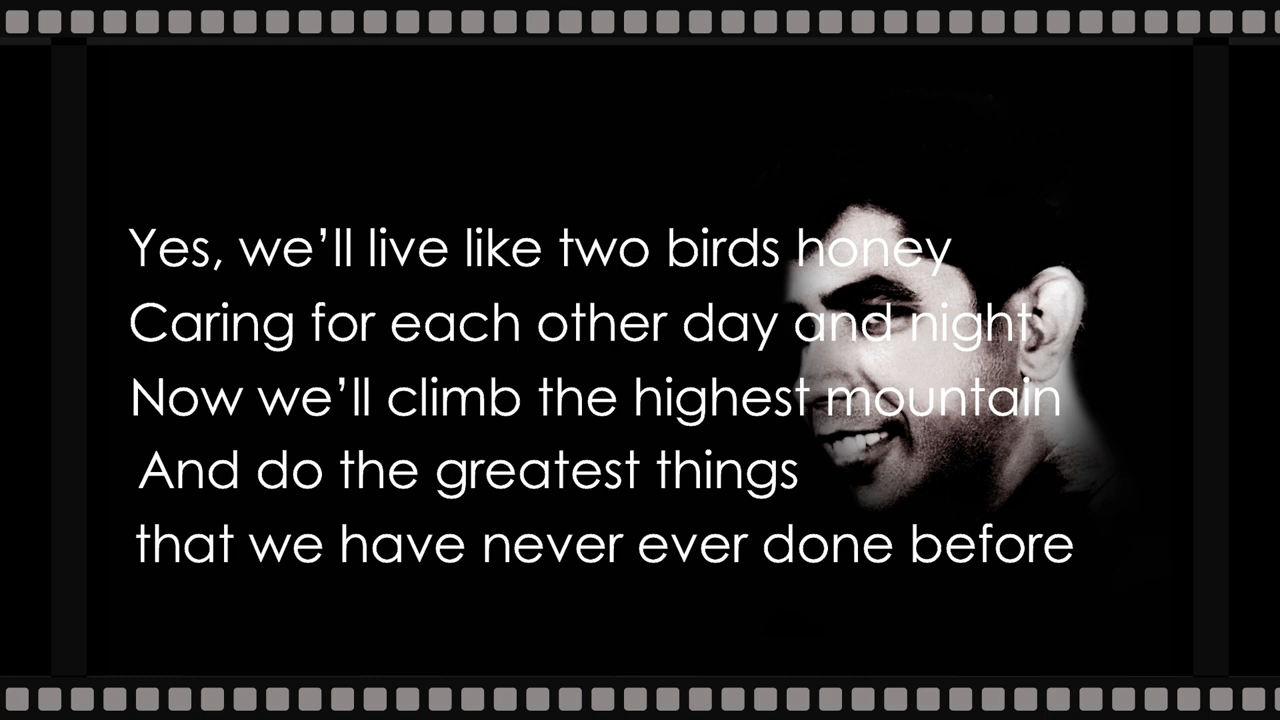 Yes, we’ll live like two birds honey
Caring for each other day and night
Now we’ll climb the highest mountain
And do the greatest things
that we have never ever done before